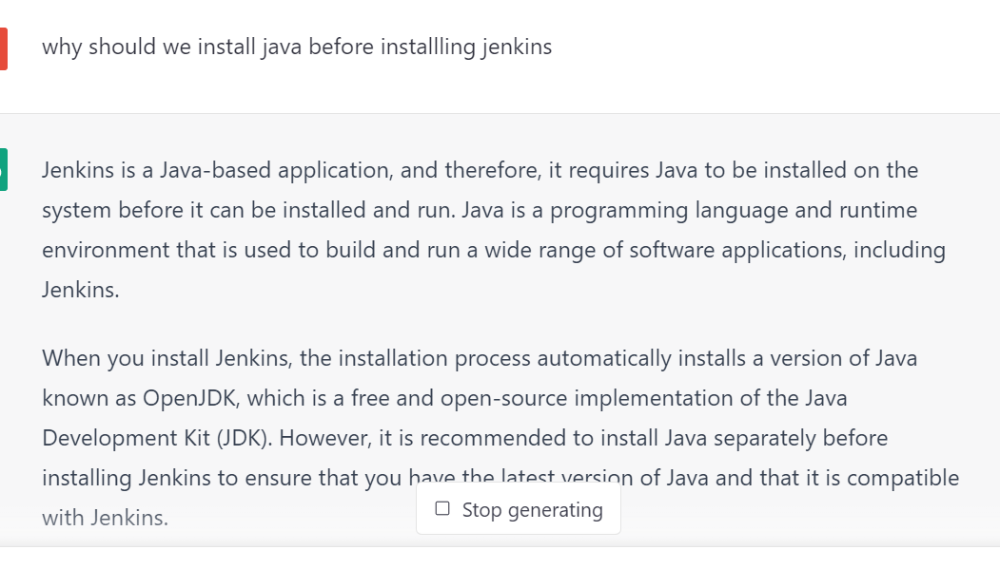 why should we install java before installling jenkins
Jenkins is a Java-based application, and therefore, it requires Java to be installed on the
system before it can be installed and run. Java is a programming language and runtime
environment that is used to build and run a wide range of software applications, including
Jenkins.
When you install Jenkins, the installation process automatically installs a version of Java
known as OpenJDK, which is a free and open-source implementation of the Java
Development Kit (JDK). However, it is recommended to install Java separately before
installing Jenkins to ensure that you have the latest version of Java and that it is compatible
with Jenkins.
Stop generating